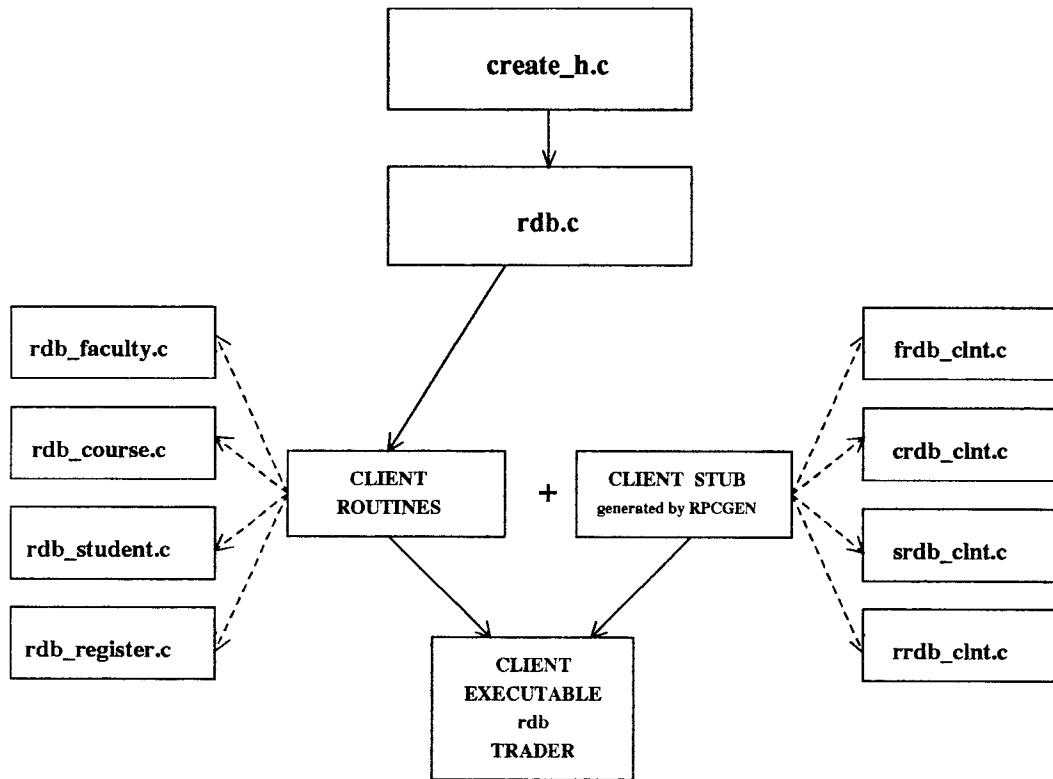 create_h.c
rdb.c
rdb_faculty.c
rdb_course.c
rdb_student.c
rdb_register.c
CLIENT
ROUTINES
+
CLIENT STUB
generated by RPCGEN
frdb_clnt.c
crdb_clnt.c
srdb_clnt.c
rrdb_clnt.c
CLIENT
EXECUTABLE
rdb
TRADER